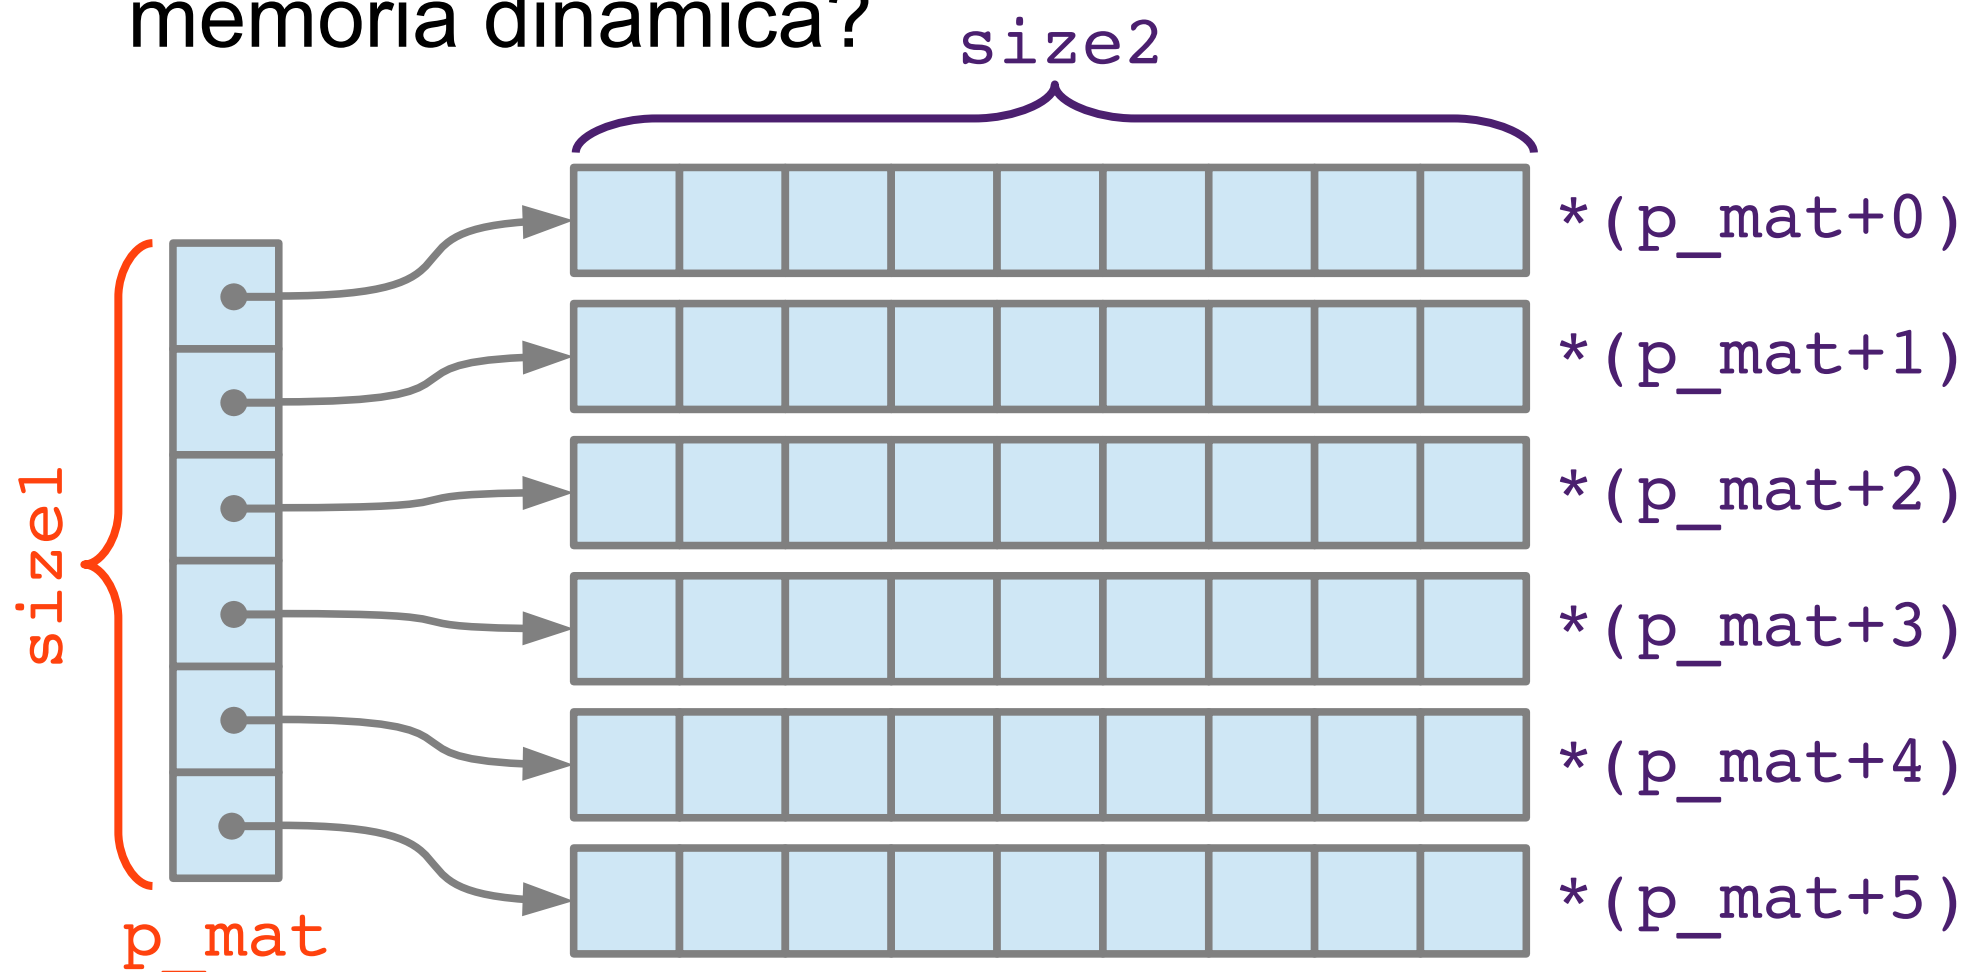 memoria dinamica?
size2
*(p_mat+0)
*(p_mat+1)
*(p_mat+2)
size1
*(p_mat+3)
*(p_mat+4)
*(p_mat+5)
p_mat